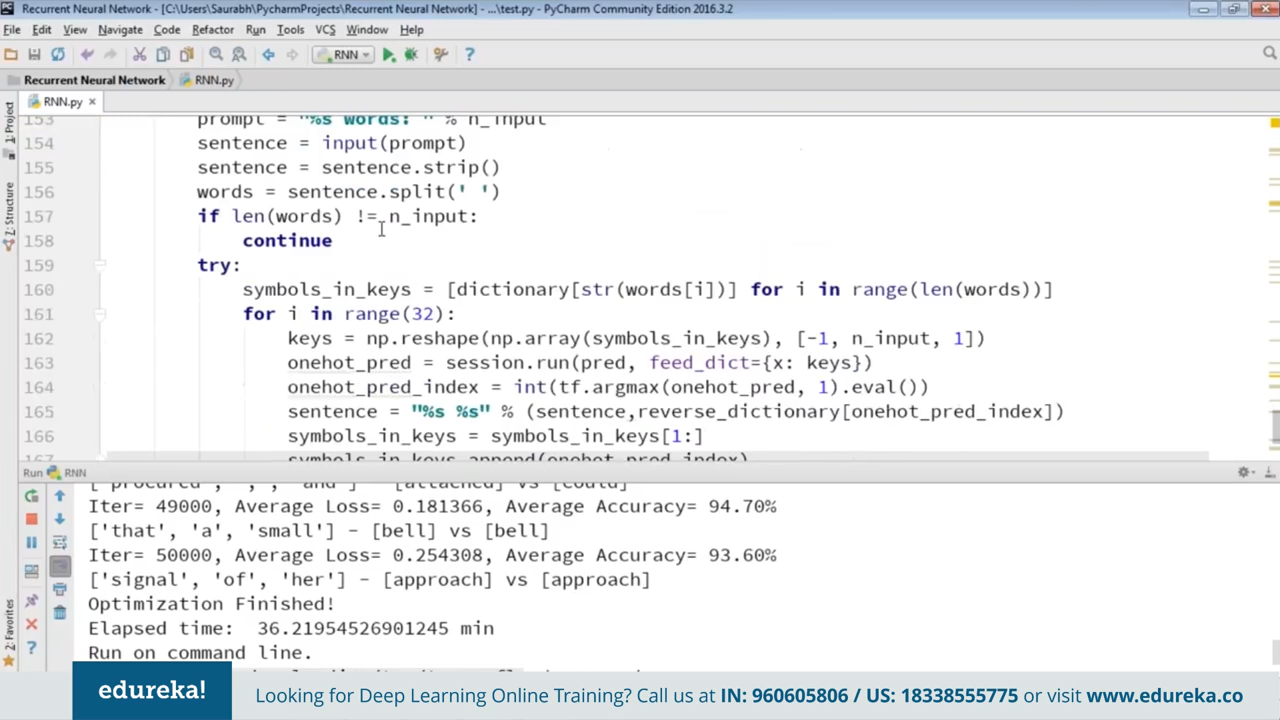 Recurrent Neural Network - [C:\Users\Saurabh\PycharmProjects\Recurrent Neural Network] - ...\test.py - PyCharm Community Edition 2016.3.2
File Edit View Navigate Code Refactor Run Tools VCS Window Help
RNN
Recurrent Neural Network RNN.py
RNN.py
1: Project
7: Structure
2: Favorites
153 prompt = "%s words: " % n_input
154 sentence = input(prompt)
155 sentence = sentence.strip()
156 words = sentence.split(' ')
157 if len(words) != n_input:
158 continue
159 try:
160 symbols_in_keys = [dictionary[str(words[i])] for i in range(len(words))]
161 for i in range(32):
162 keys = np.reshape(np.array(symbols_in_keys), [-1, n_input, 1])
163 onehot_pred = session.run(pred, feed_dict={x: keys})
164 onehot_pred_index = int(tf.argmax(onehot_pred, 1).eval())
165 sentence = "%s %s" % (sentence,reverse_dictionary[onehot_pred_index])
166 symbols_in_keys = symbols_in_keys[1:]
167 symbols_in_keys.append(onehot_pred_index)
Run RNN
['procured', ',', 'and'] - [attached] vs [could]
Iter= 49000, Average Loss= 0.181366, Average Accuracy= 94.70%
['that', 'a', 'small'] - [bell] vs [bell]
Iter= 50000, Average Loss= 0.254308, Average Accuracy= 93.60%
['signal', 'of', 'her'] - [approach] vs [approach]
Optimization Finished!
Elapsed time:  36.21954526901245 min
Run on command line.
edureka!
Looking for Deep Learning Online Training? Call us at IN: 960605806 / US: 18338555775 or visit www.edureka.co